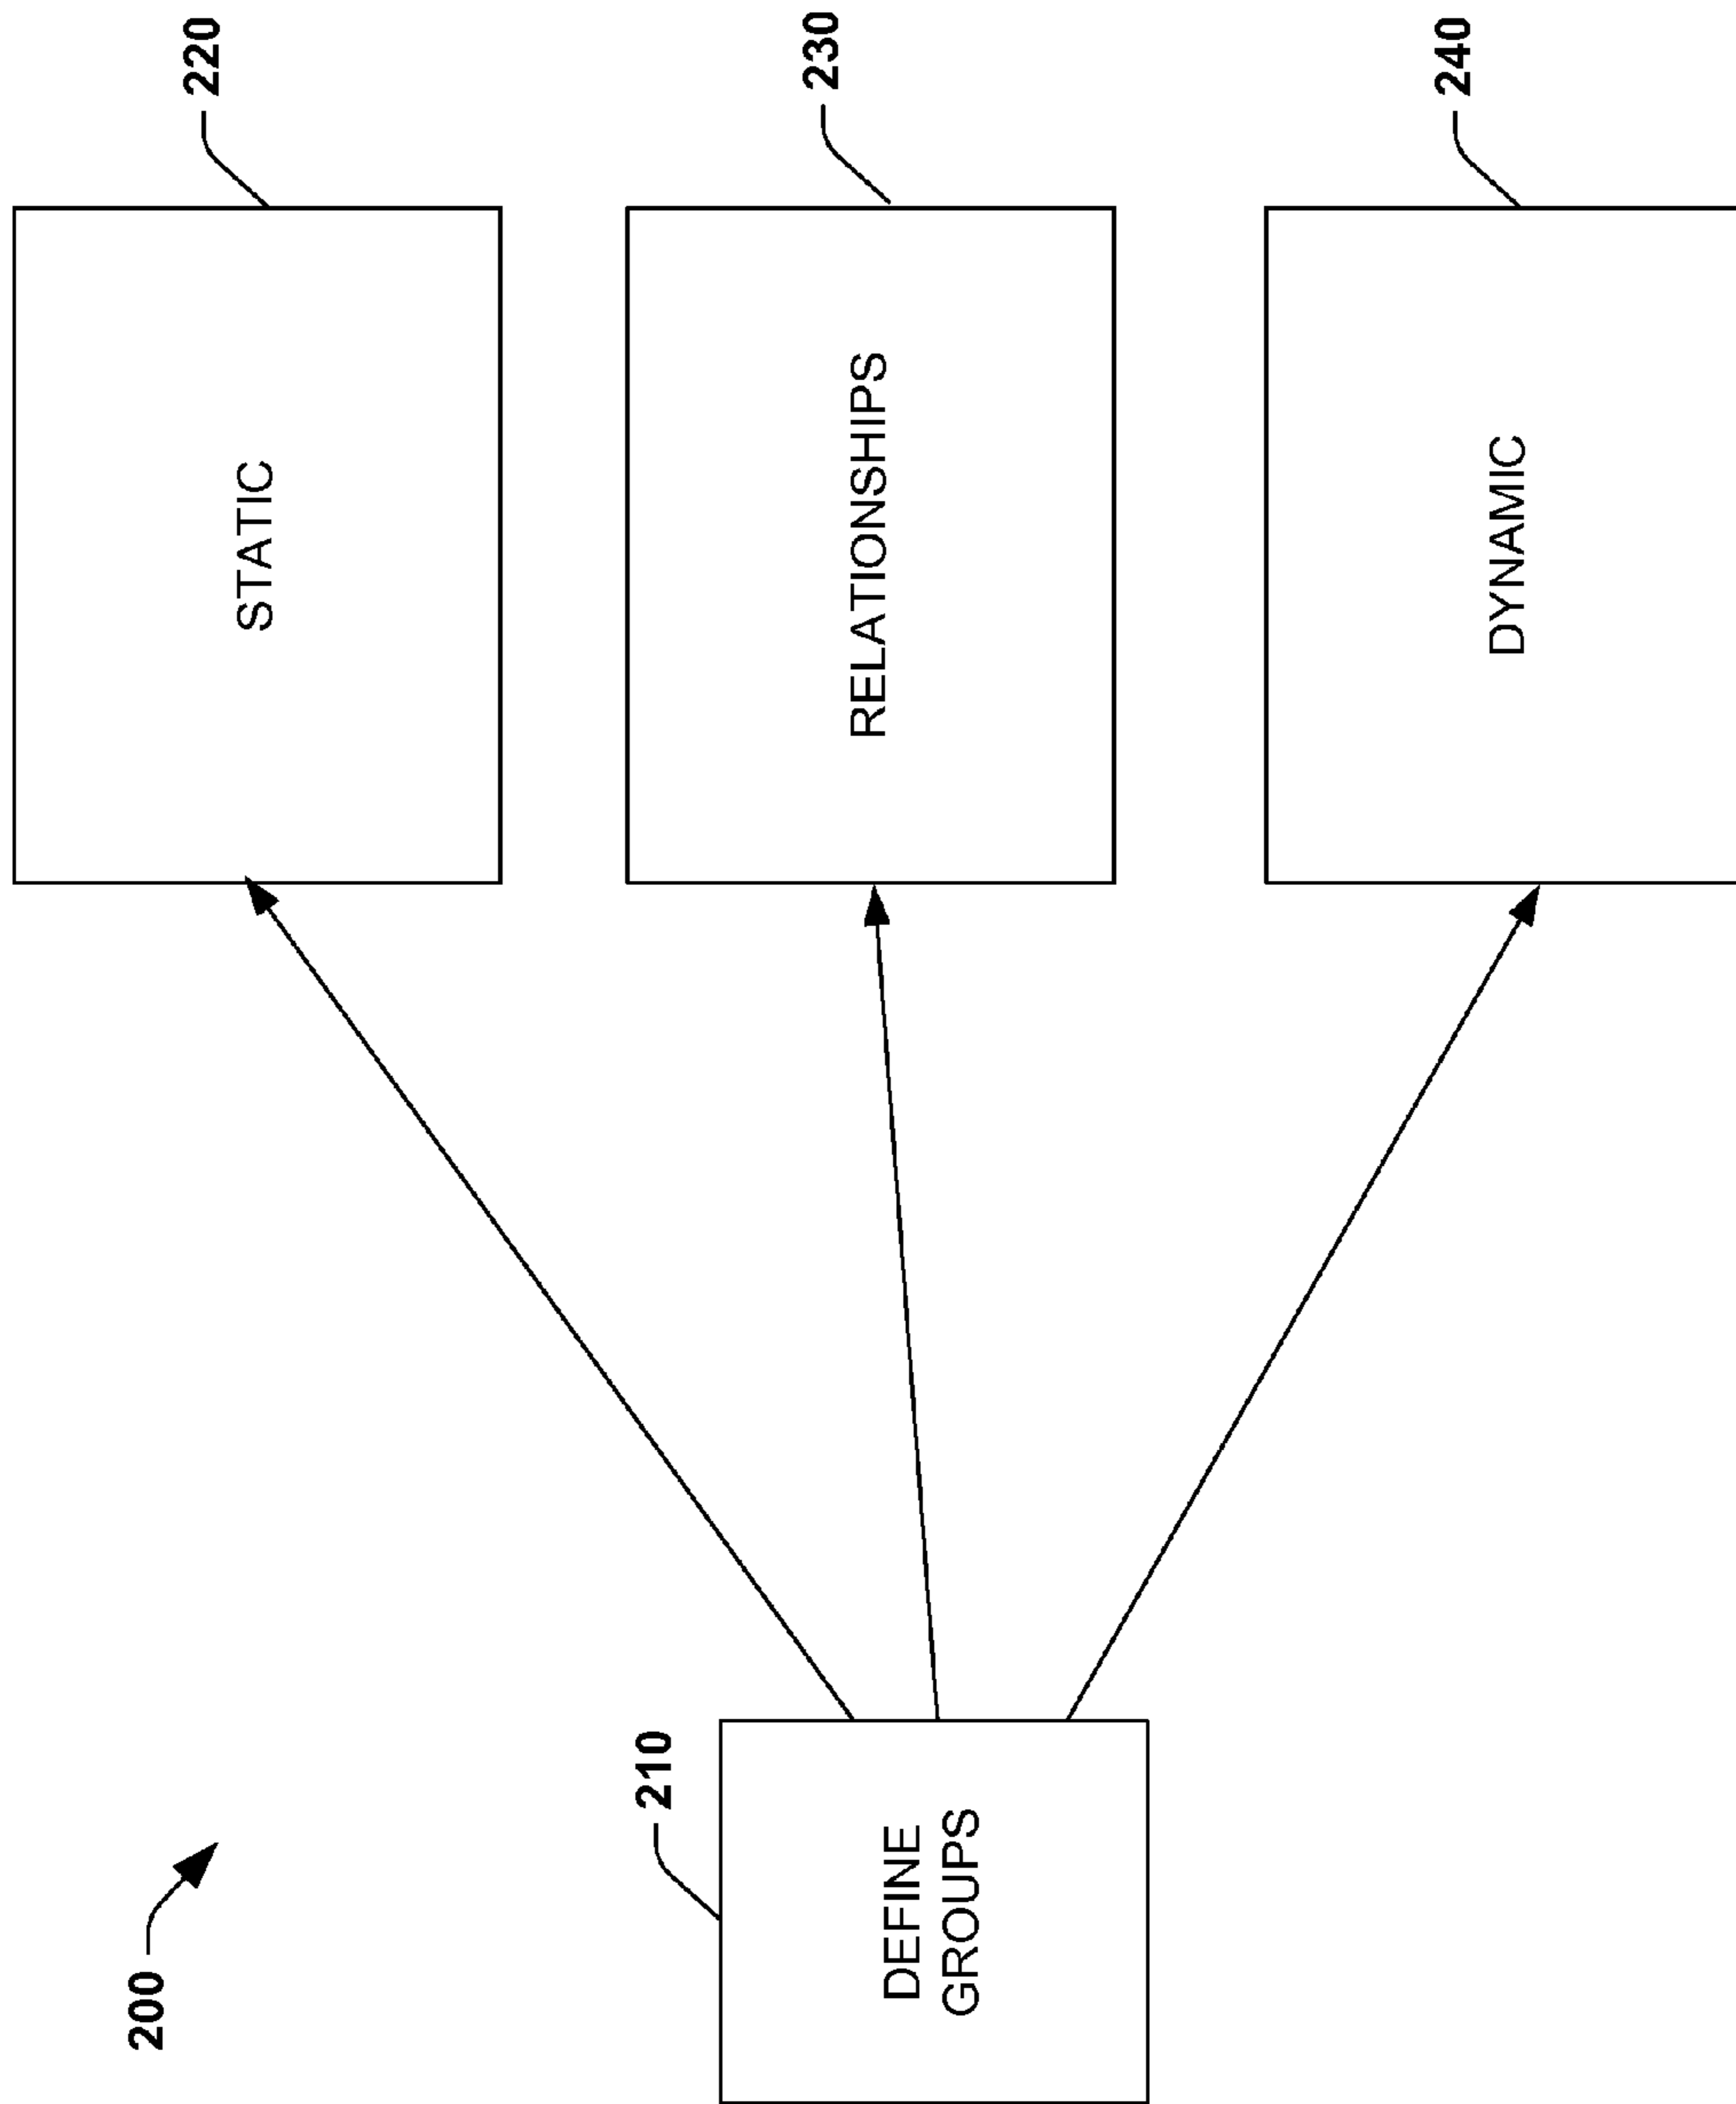 200
210
DEFINE
GROUPS
STATIC
220
RELATIONSHIPS
230
DYNAMIC
240